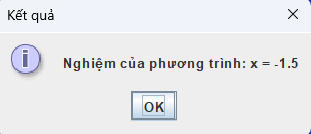 Kết quả
Nghiệm của phương trình: x = -1.5
OK